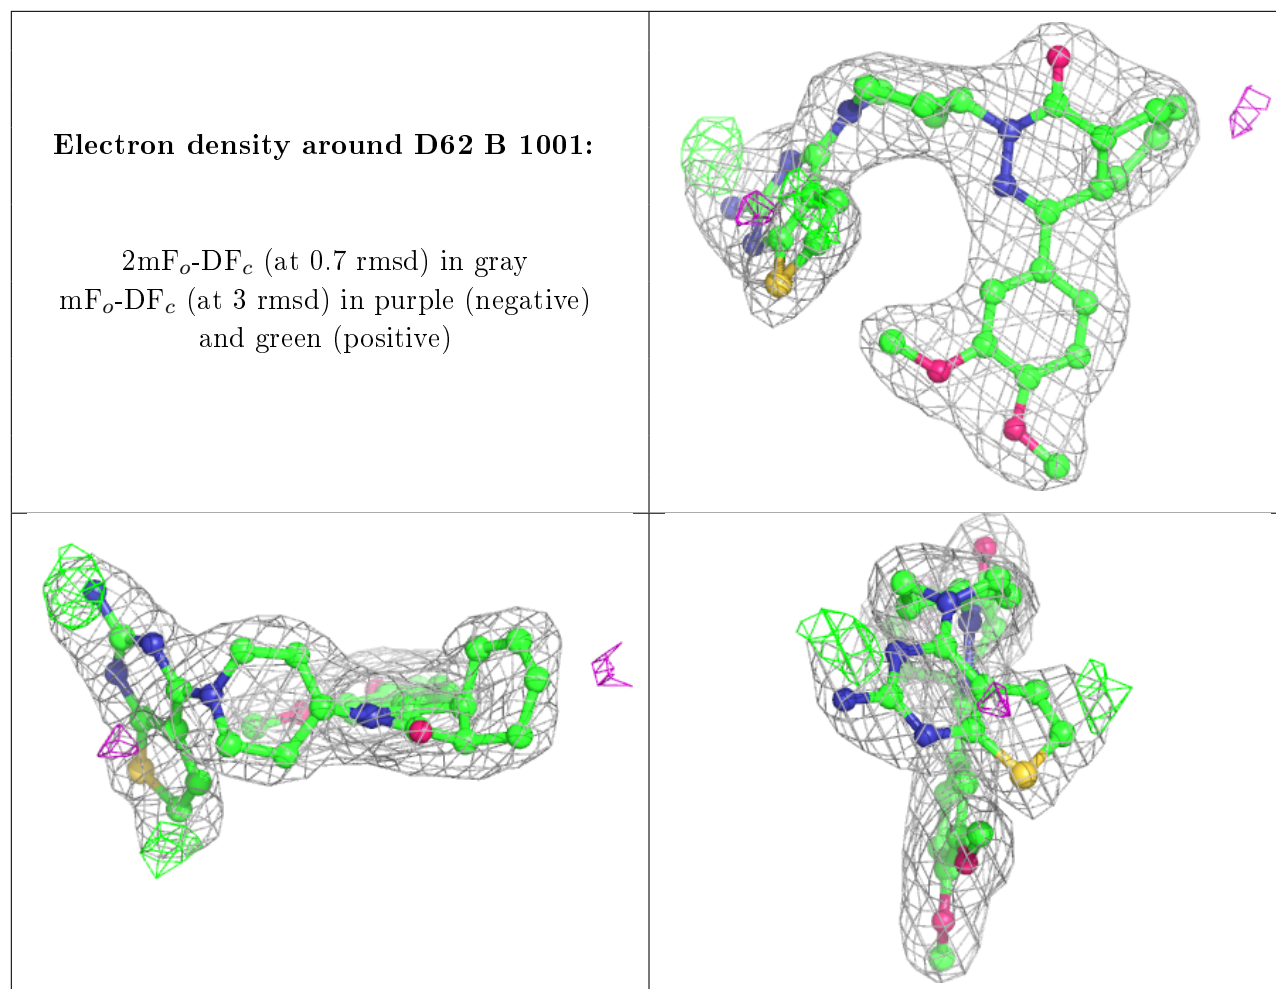 Electron density around D62 B 1001:
2mFo-DFc (at 0.7 rmsd) in gray
mFo-DFc (at 3 rmsd) in purple (negative)
and green (positive)